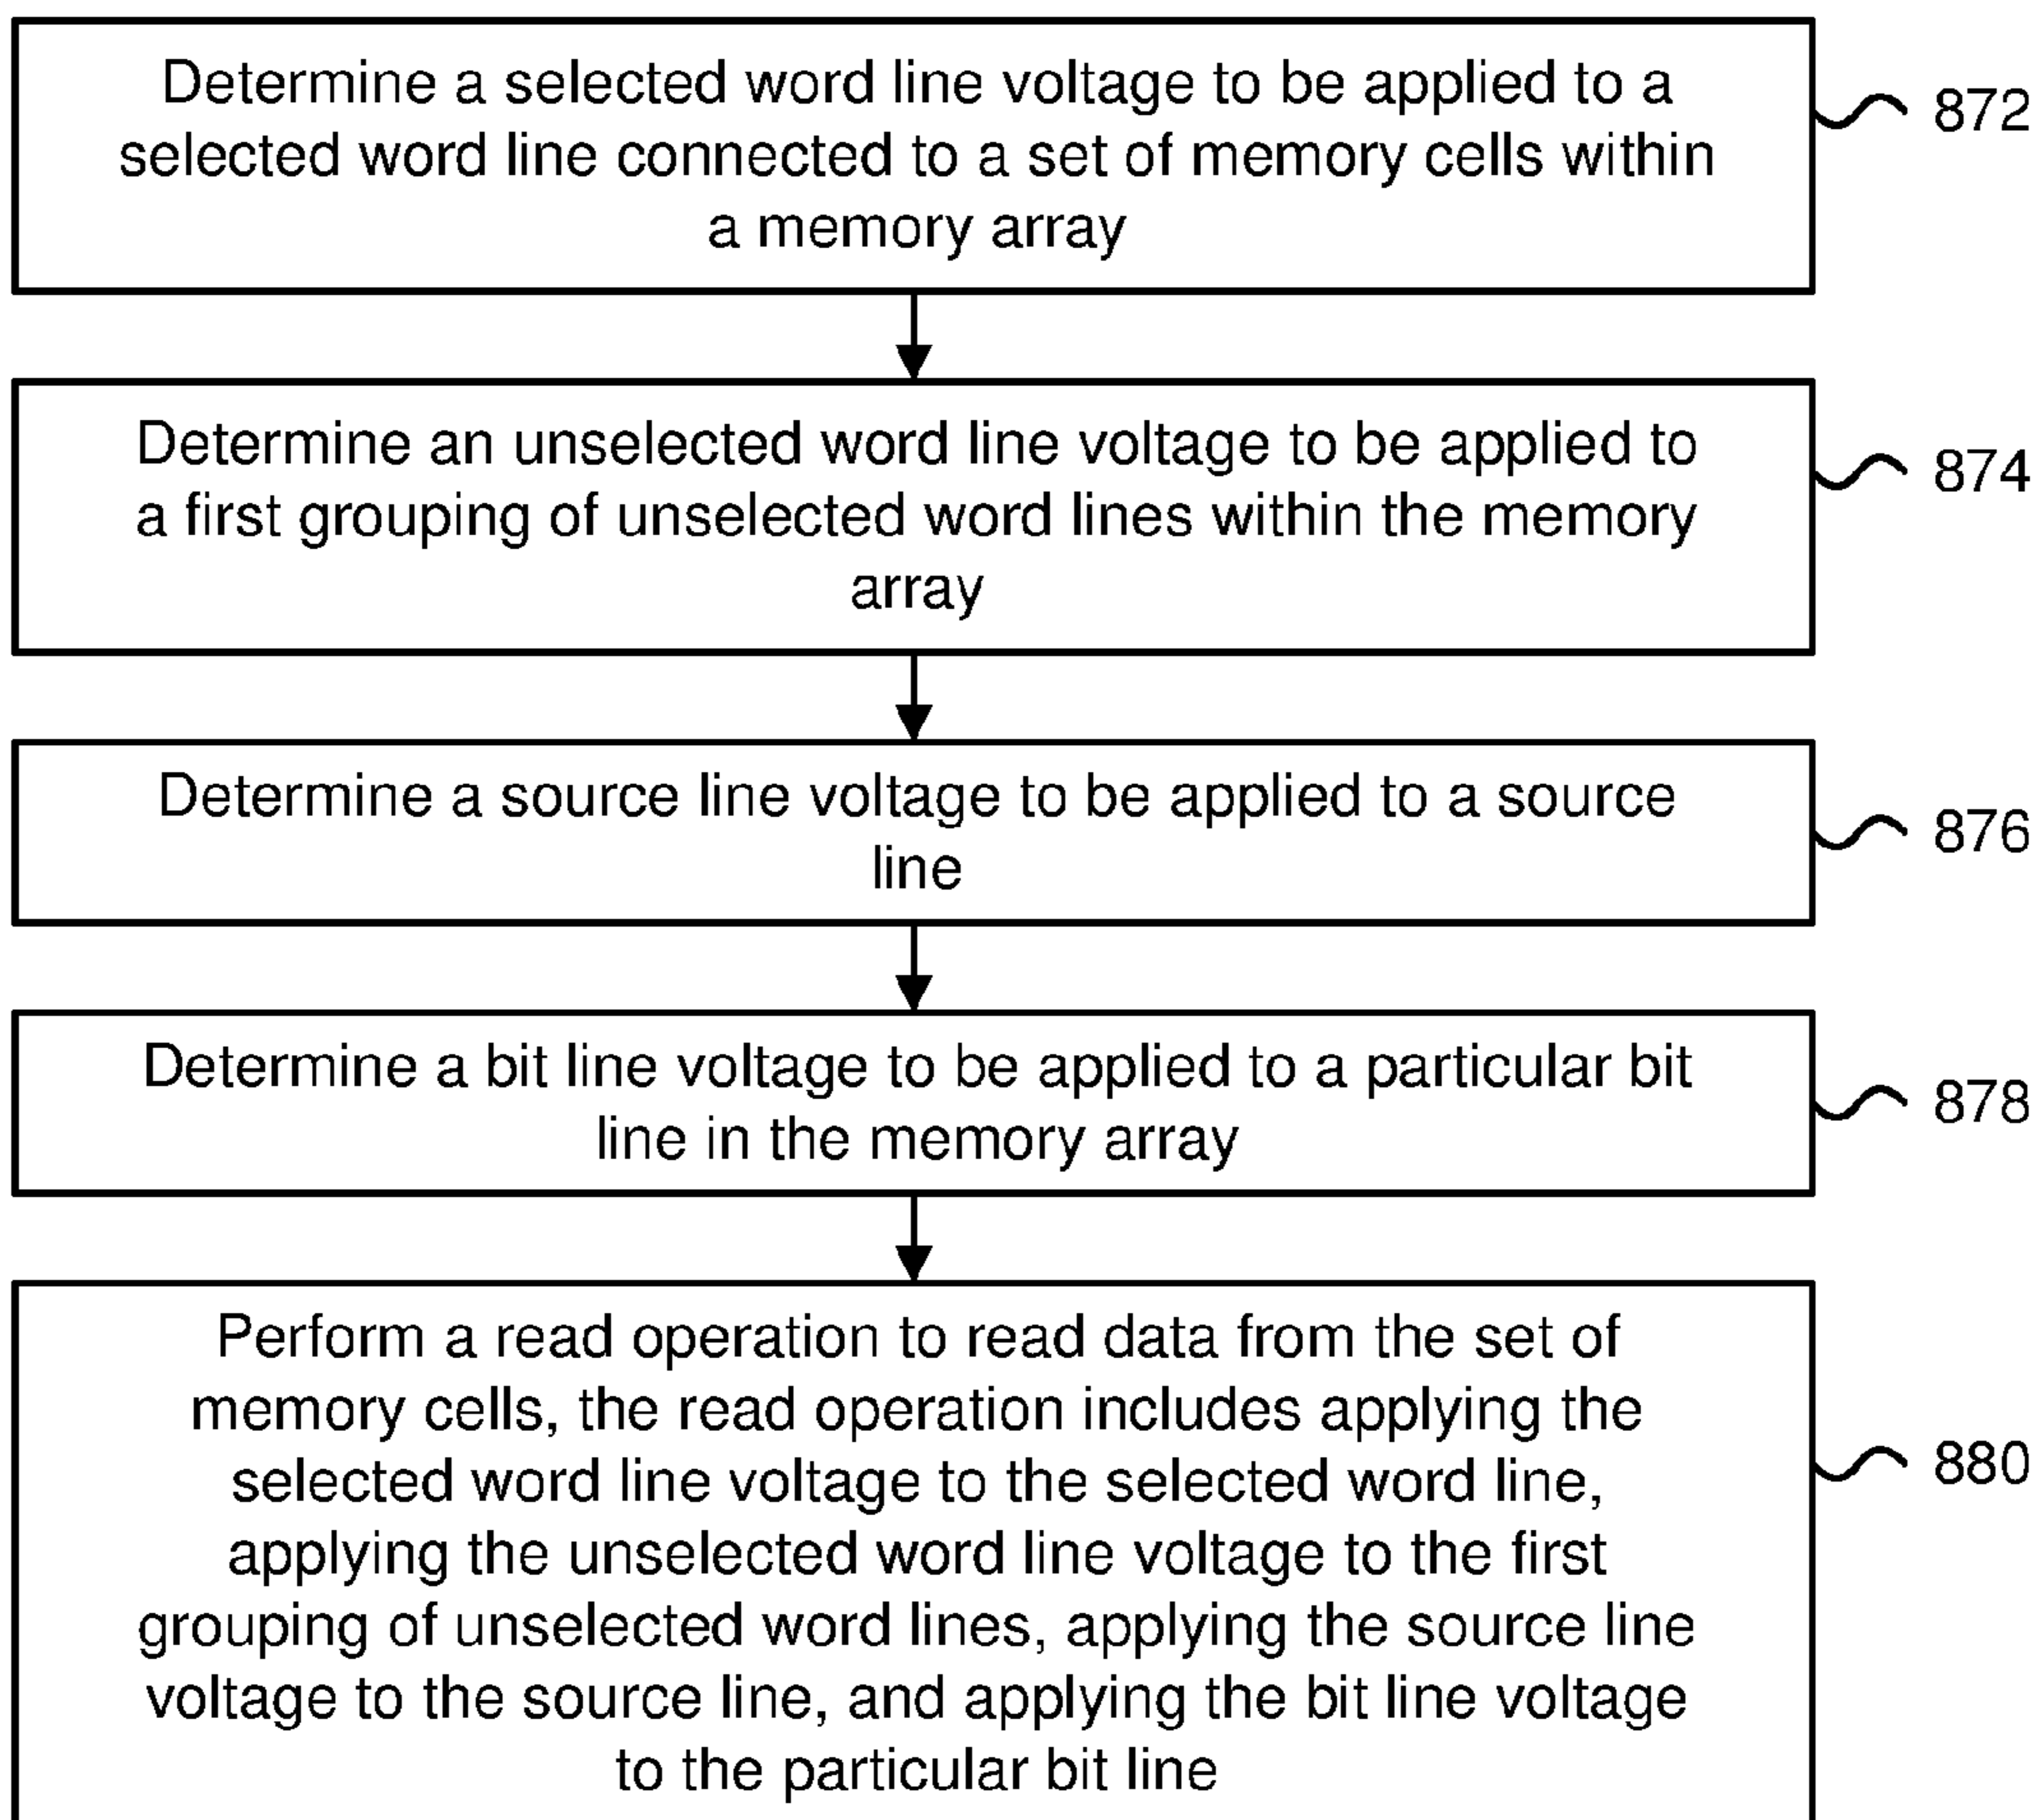 Determine a selected word line voltage to be applied to a
selected word line connected to a set of memory cells within
a memory array
872
Determine an unselected word line voltage to be applied to
a first grouping of unselected word lines within the memory
array
874
Determine a source line voltage to be applied to a source
line
876
Determine a bit line voltage to be applied to a particular bit
line in the memory array
878
Perform a read operation to read data from the set of
memory cells, the read operation includes applying the
selected word line voltage to the selected word line,
applying the unselected word line voltage to the first
grouping of unselected word lines, applying the source line
voltage to the source line, and applying the bit line voltage
to the particular bit line
880